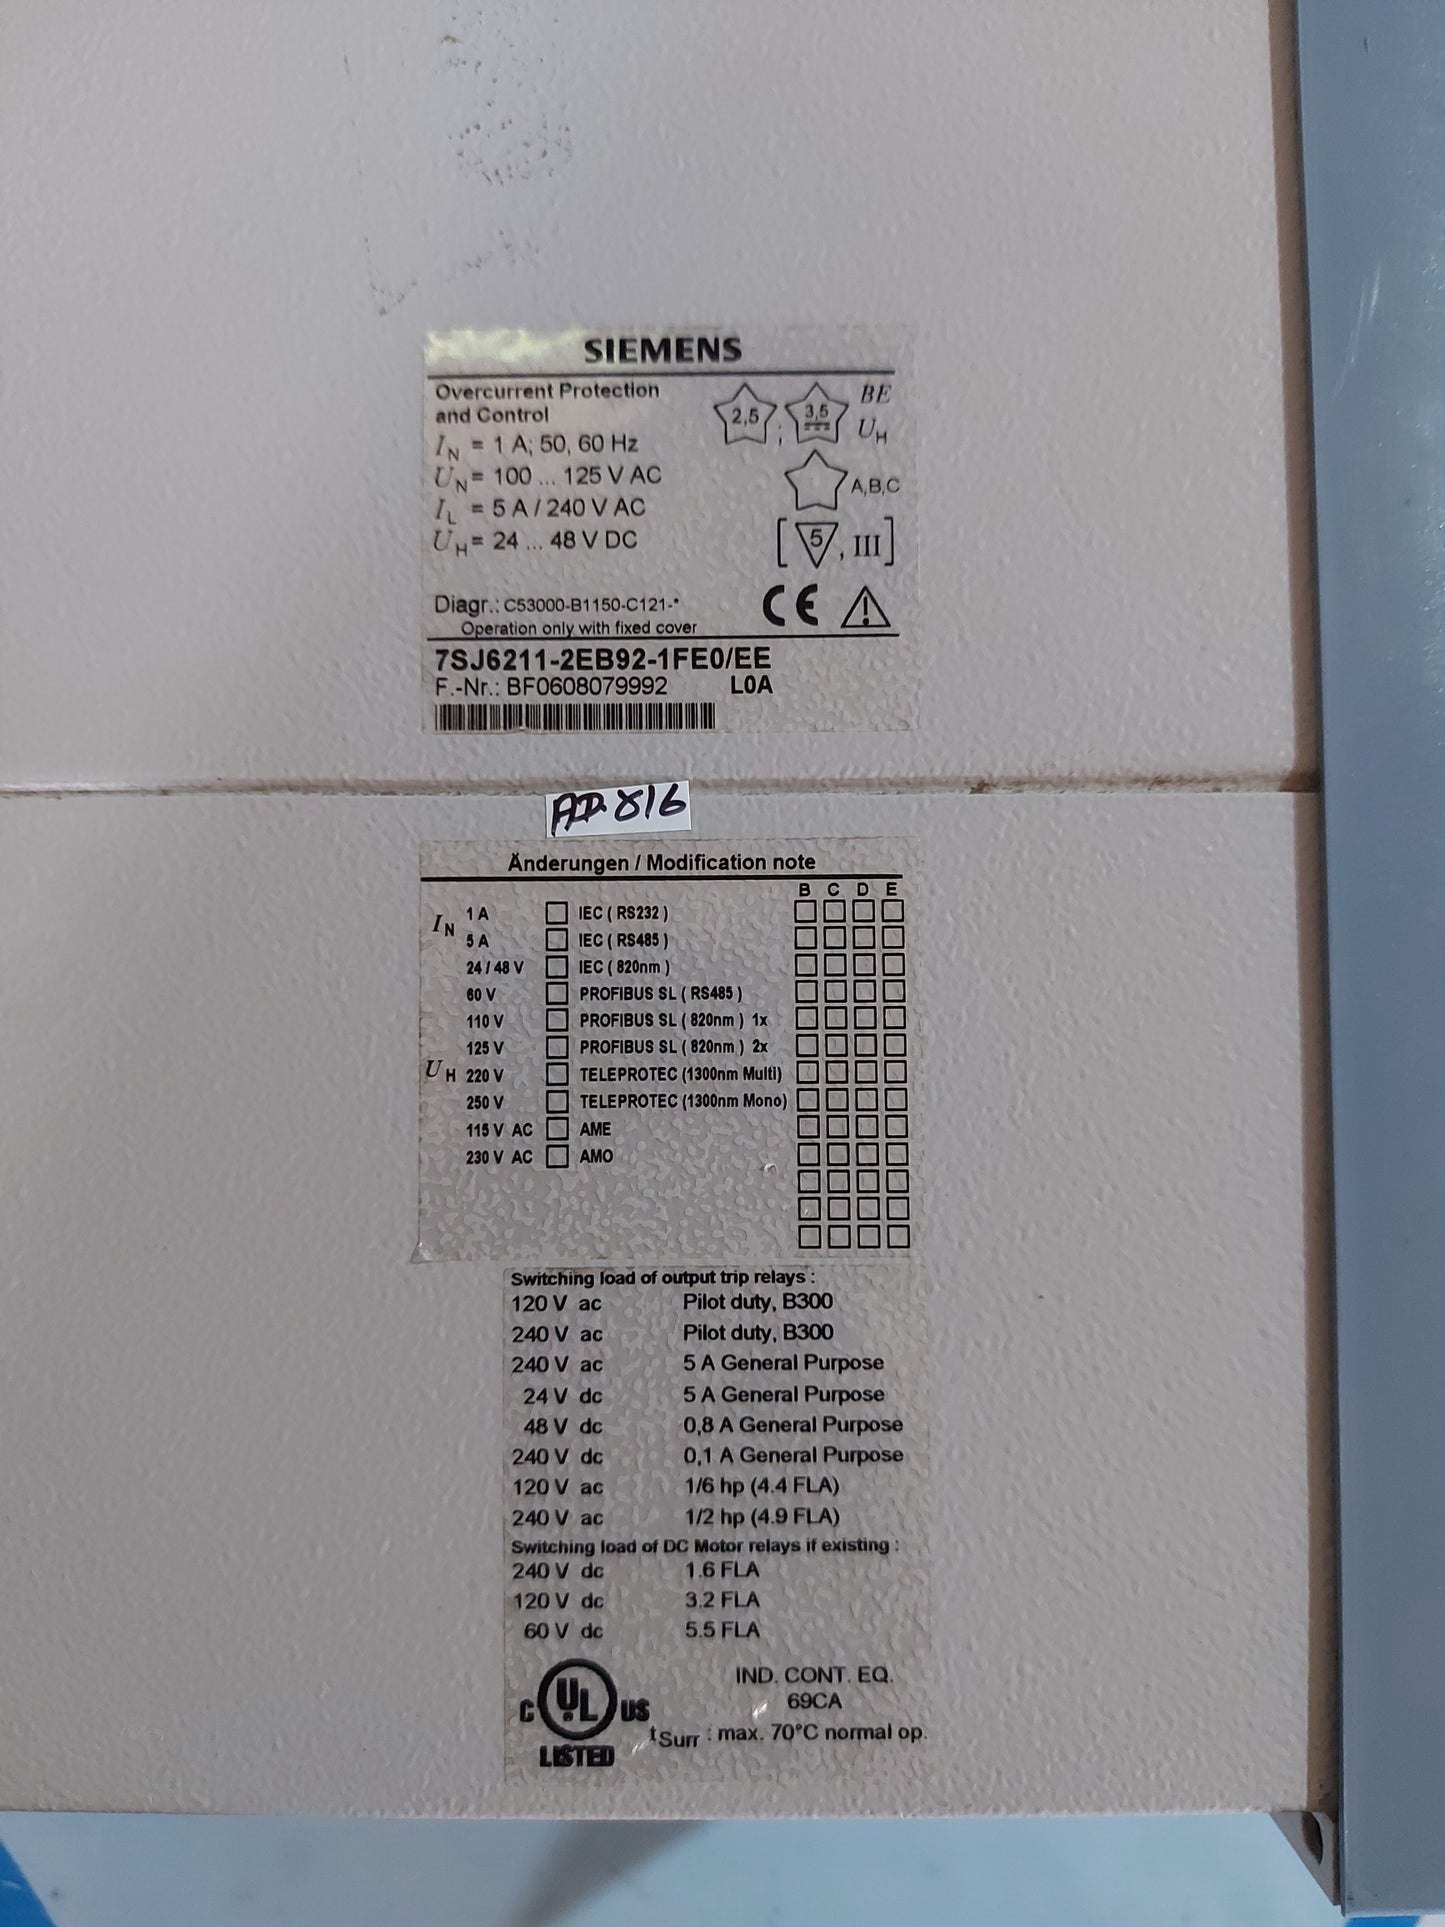 SIEMENS
Overcurrent Protection
and Control
2,5 ; 3,5 BE
UH
IN = 1 A; 50, 60 Hz
UN = 100 ... 125 V AC
A,B,C
IL = 5 A / 240 V AC
UH = 24 ... 48 V DC
[ 5 , III ]
Diagr.: C53000-B1150-C121-*
CE
Operation only with fixed cover
7SJ6211-2EB92-1FE0/EE
F.-Nr.: BF0608079992 L0A
AP-816
Änderungen / Modification note
B C D E
IN 1 A IEC ( RS232 )
5 A IEC ( RS485 )
24 / 48 V IEC ( 820nm )
60 V PROFIBUS SL ( RS485 )
110 V PROFIBUS SL ( 820nm ) 1x
125 V PROFIBUS SL ( 820nm ) 2x
UH 220 V TELEPROTEC (1300nm Multi)
250 V TELEPROTEC (1300nm Mono)
115 V AC AME
230 V AC AMO
Switching load of output trip relays :
120 V ac Pilot duty, B300
240 V ac Pilot duty, B300
240 V ac 5 A General Purpose
24 V dc 5 A General Purpose
48 V dc 0,8 A General Purpose
240 V dc 0,1 A General Purpose
120 V ac 1/6 hp (4.4 FLA)
240 V ac 1/2 hp (4.9 FLA)
Switching load of DC Motor relays if existing :
240 V dc 1.6 FLA
120 V dc 3.2 FLA
60 V dc 5.5 FLA
IND. CONT. EQ.
69CA
C UL US
tSurr : max. 70°C normal op.
LISTED